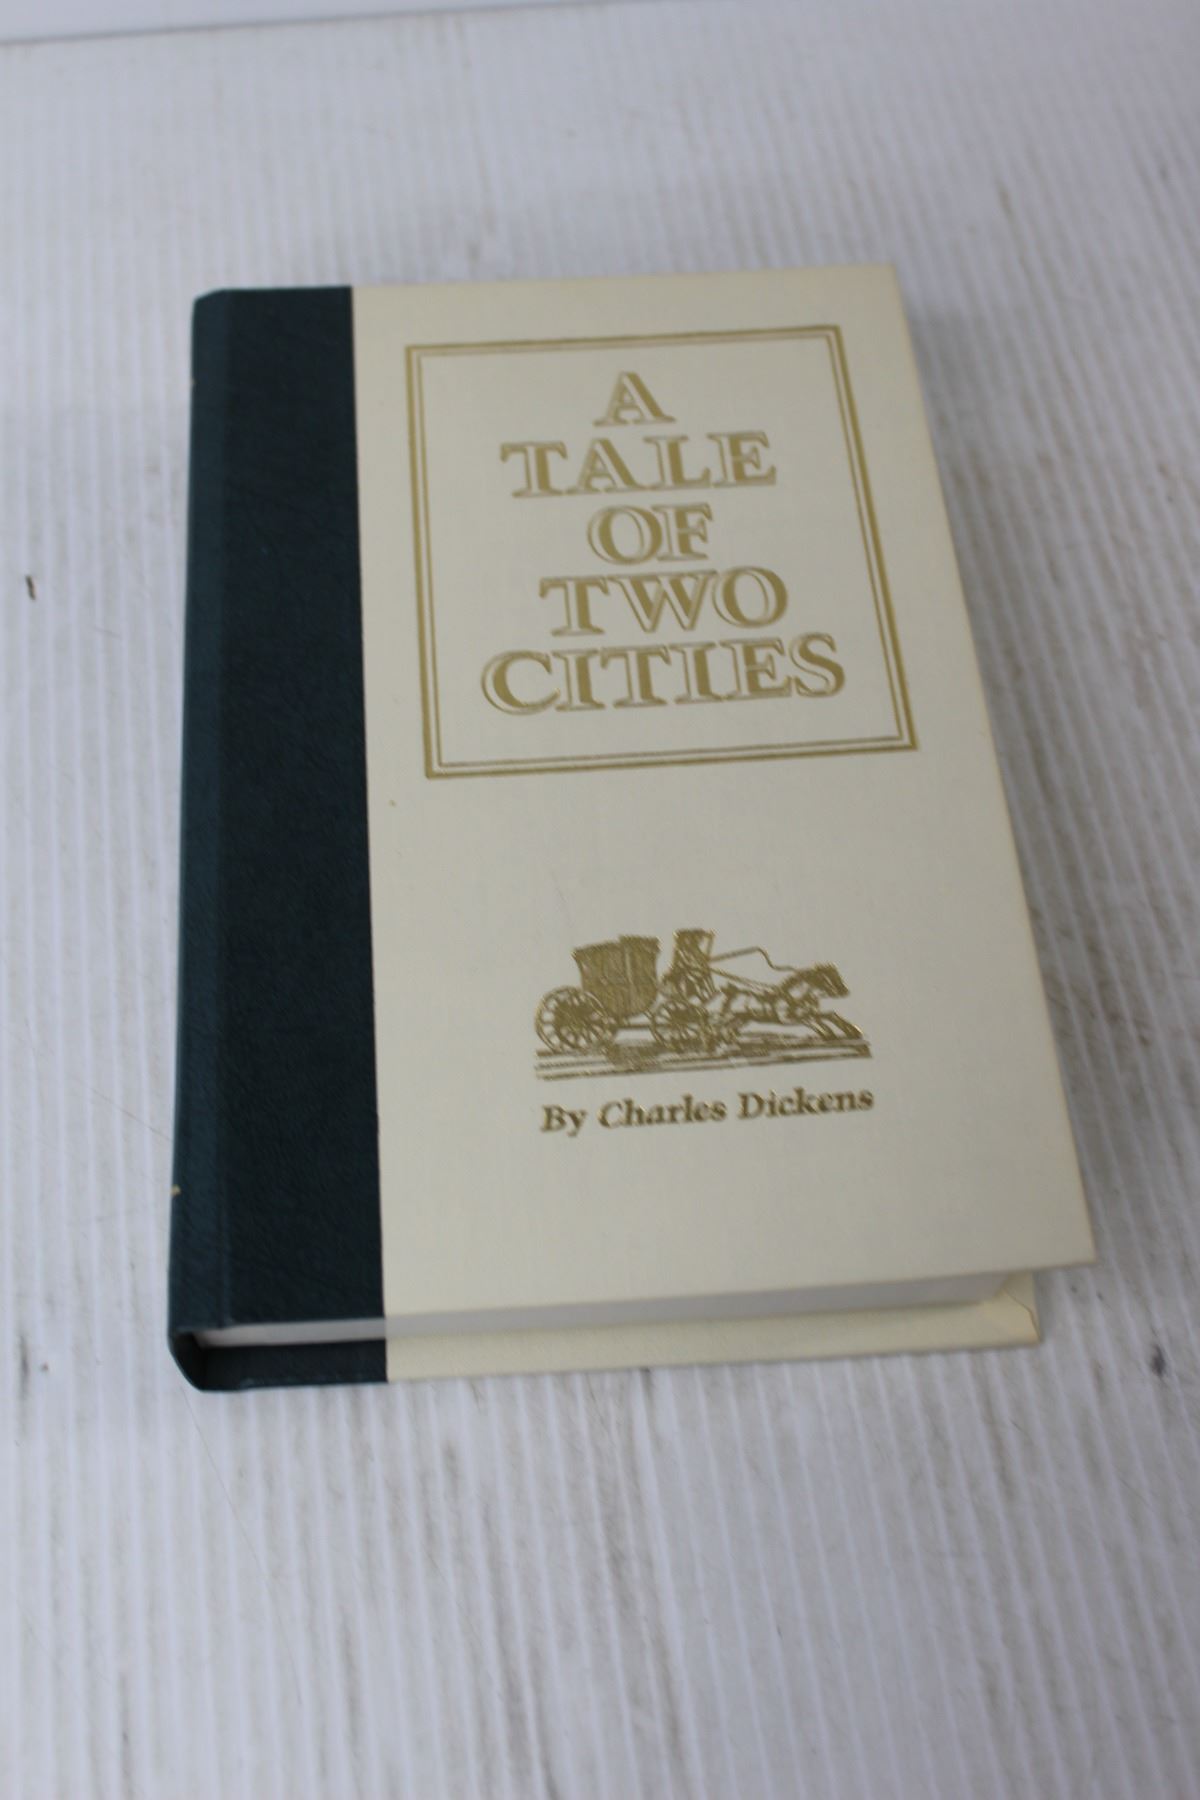 A
TALE
OF
TWO
CITIES
By Charles Dickens